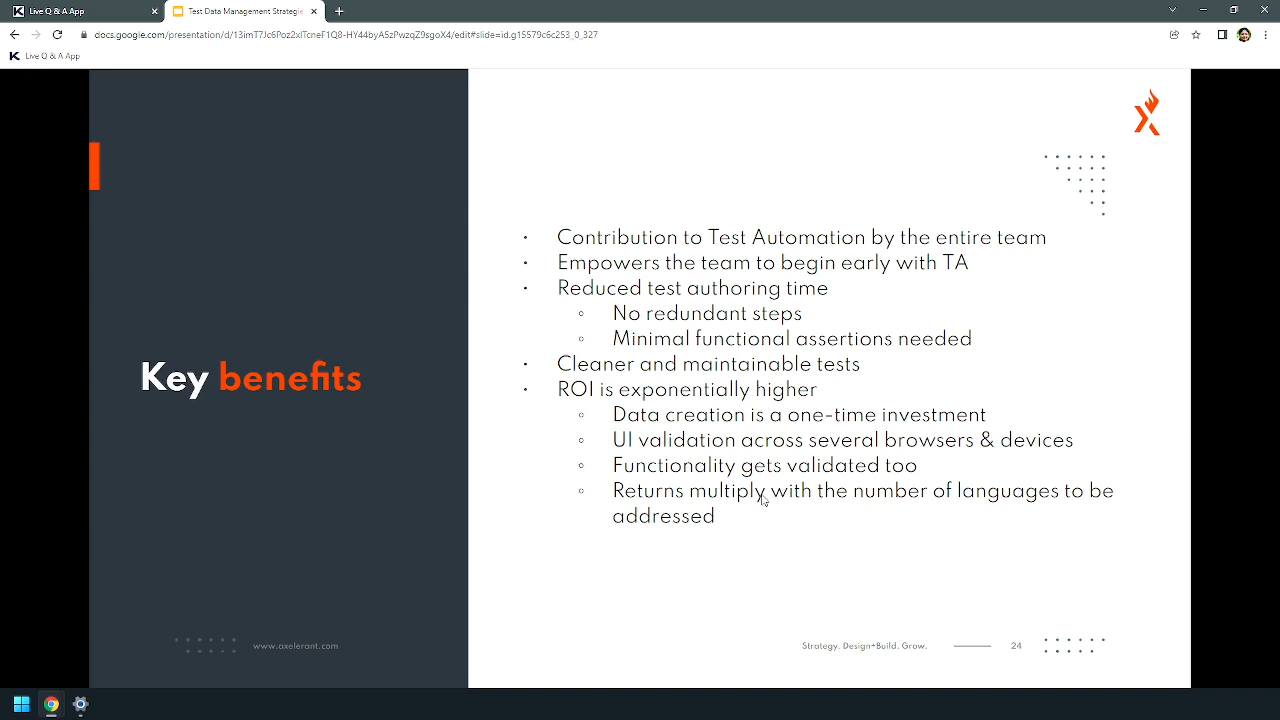 Live Q & A App
Test Data Management Strategie
docs.google.com/presentation/d/13imT7Jc6Poz2xITcneF1Q8-HY44byA5zPwzqZ9sgoX4/edit#slide=id.g15579c6c253_0_327
Live Q & A App
Key benefits
• Contribution to Test Automation by the entire team
• Empowers the team to begin early with TA
• Reduced test authoring time
○ No redundant steps
○ Minimal functional assertions needed
• Cleaner and maintainable tests
• ROI is exponentially higher
○ Data creation is a one-time investment
○ UI validation across several browsers & devices
○ Functionality gets validated too
○ Returns multiply with the number of languages to be
addressed
www.axelerant.com
Strategy. Design+Build. Grow. 24